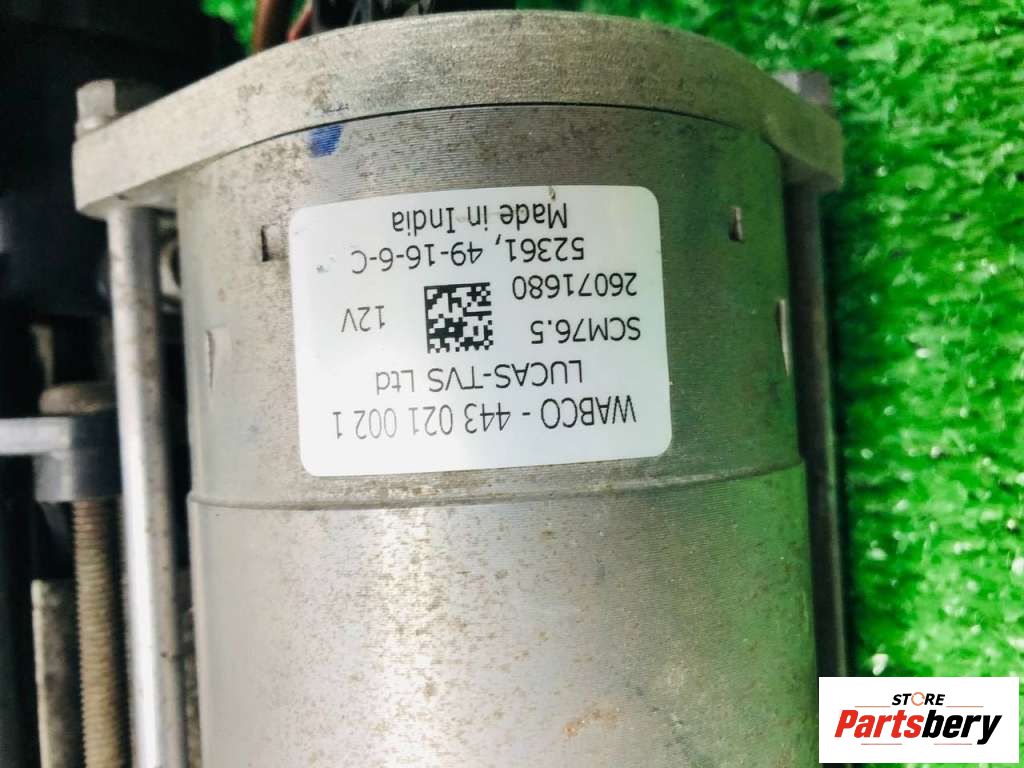 WABCO - 443 021 002 1
LUCAS-TVS Ltd
SCM76.5
12V
26071680
52361, 49-16-6-C
Made in India
STORE
Partsbery